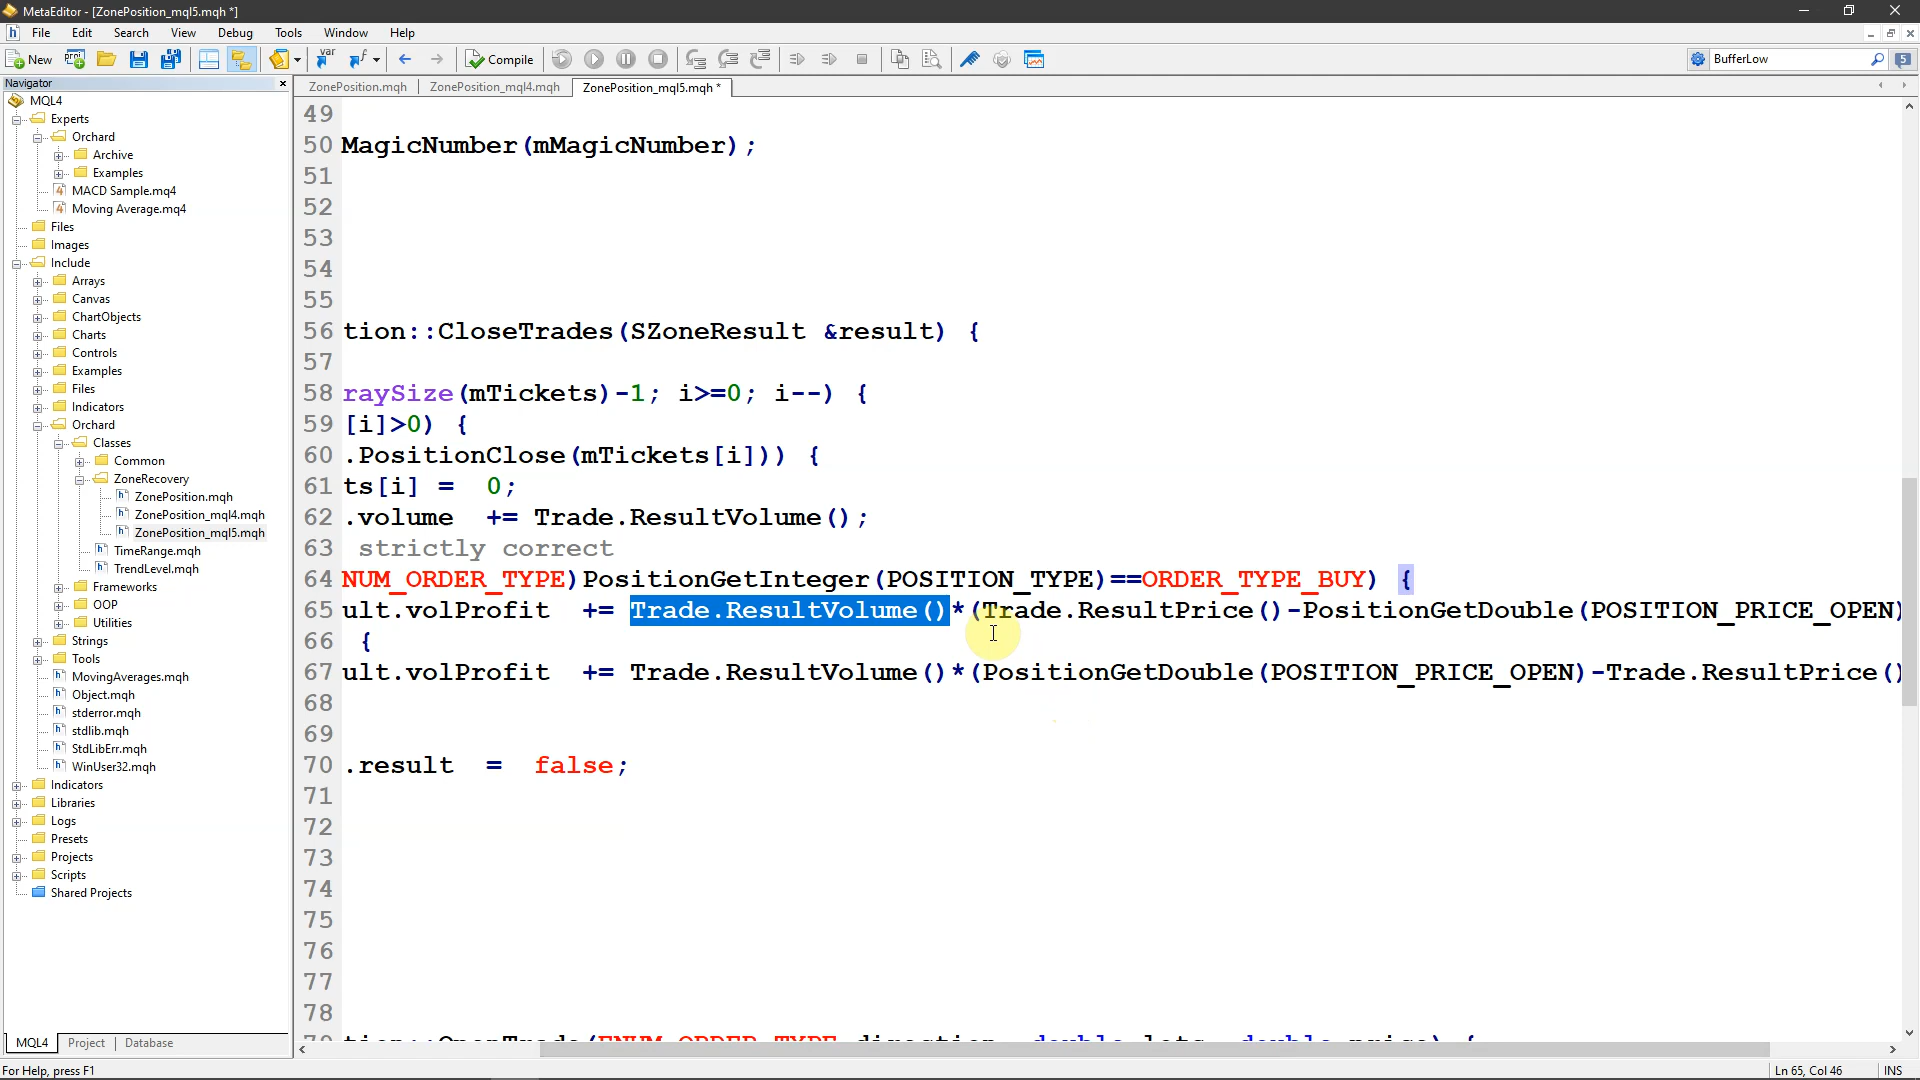 MetaEditor - [ZonePosition_mql5.mqh *]
File Edit Search View Debug Tools Window Help
New Compile BufferLow 5
Navigator
ZonePosition.mqh ZonePosition_mql4.mqh ZonePosition_mql5.mqh *
MQL4
Experts
Orchard
Archive
Examples
MACD Sample.mq4
Moving Average.mq4
Files
Images
Include
Arrays
Canvas
ChartObjects
Charts
Controls
Examples
Files
Indicators
Orchard
Classes
Common
ZoneRecovery
ZonePosition.mqh
ZonePosition_mql4.mqh
ZonePosition_mql5.mqh
TimeRange.mqh
TrendLevel.mqh
Frameworks
OOP
Utilities
Strings
Tools
MovingAverages.mqh
Object.mqh
stderror.mqh
stdlib.mqh
StdLibErr.mqh
WinUser32.mqh
Indicators
Libraries
Logs
Presets
Projects
Scripts
Shared Projects
MQL4 Project Database
49
50 MagicNumber(mMagicNumber);
51
52
53
54
55
56 tion::CloseTrades(SZoneResult &result) {
57
58 raySize(mTickets)-1; i>=0; i--) {
59 [i]>0) {
60 .PositionClose(mTickets[i])) {
61 ts[i] = 0;
62 .volume += Trade.ResultVolume();
63 strictly correct
64 NUM_ORDER_TYPE)PositionGetInteger(POSITION_TYPE)==ORDER_TYPE_BUY) {
65 ult.volProfit += Trade.ResultVolume()*(Trade.ResultPrice()-PositionGetDouble(POSITION_PRICE_OPEN)
66 {
67 ult.volProfit += Trade.ResultVolume()*(PositionGetDouble(POSITION_PRICE_OPEN)-Trade.ResultPrice()
68
69
70 .result = false;
71
72
73
74
75
76
77
78
For Help, press F1 Ln 65, Col 46 INS